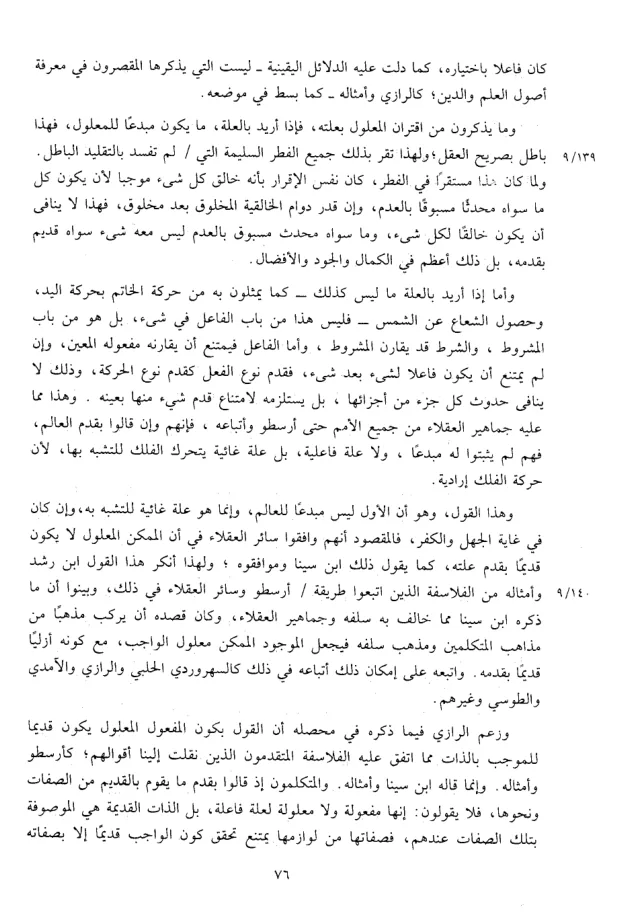 كان فاعلا باختياره، كما دلت عليه الدلائل اليقينية ــ ليست التي يذكرها المقصرون في معرفة
أصول العلم والدين؛ كالرازي وأمثاله ــ كما بسط في موضعه.
وما يذكرون من اقتران المعلول بعلته، فإذا أريد بالعلة، ما يكون مبدعًا للمعلول، فهذا
باطل بصريح العقل؛ ولهذا تقر بذلك جميع الفطر السليمة التي / لم تفسد بالتقليد الباطل. ٩/١٣٩
ولما كان هذا مستقرًا في الفطر، كان نفس الإقرار بأنه خالق كل شىء موجبا لأن يكون كل
ما سواه محدثًا مسبوقًا بالعدم، وإن قدر دوام الخالقية المخلوق بعد مخلوق، فهذا لا ينافى
أن يكون خالقًا لكل شىء، وما سواه محدث مسبوق بالعدم ليس معه شىء سواه قديم
بقدمه، بل ذلك أعظم في الكمال والجود والأفضال.
وأما إذا أريد بالعلة ما ليس كذلك ــ كما يمثلون به من حركة الخاتم بحركة اليد،
وحصول الشعاع عن الشمس ــ فليس هذا من باب الفاعل في شىء، بل هو من باب
المشروط ، والشرط قد يقارن المشروط ، وأما الفاعل فيمتنع أن يقارنه مفعوله المعين، وإن
لم يمتنع أن يكون فاعلا لشىء بعد شىء، فقدم نوع الفعل كقدم نوع الحركة، وذلك لا
ينافى حدوث كل جزء من أجزائها ، بل يستلزمه لامتناع قدم شيء منها بعينه . وهذا مما
عليه جماهير العقلاء من جميع الأمم حتى أرسطو وأتباعه ، فإنهم وإن قالوا بقدم العالم،
فهم لم يثبتوا له مبدعًا ، ولا علة فاعلية، بل علة غائية يتحرك الفلك للتشبه بها، لأن
حركة الفلك إرادية.
وهذا القول، وهو أن الأول ليس مبدعًا للعالم، وإنما هو علة غائية للتشبه به،وإن كان
في غاية الجهل والكفر، فالمقصود أنهم وافقوا سائر العقلاء في أن الممكن المعلول لا يكون
قديمًا بقدم علته، كما يقول ذلك ابن سينا وموافقوه ؛ ولهذا أنكر هذا القول ابن رشد
وأمثاله من الفلاسفة الذين اتبعوا طريقة / أرسطو وسائر العقلاء في ذلك، وبينوا أن ما ٩/١٤٠
ذكره ابن سينا مما خالف به سلفه وجماهير العقلاء، وكان قصده أن يركب مذهبًا من
مذاهب المتكلمين ومذهب سلفه فيجعل الموجود الممكن معلول الواجب، مع كونه أزليًا
قديمًا بقدمه. واتبعه على إمكان ذلك أتباعه في ذلك كالسهروردي الحلبي والرازي والآمدي
والطوسي وغيرهم.
وزعم الرازي فيما ذكره في محصله أن القول بكون المفعول المعلول يكون قديما
للموجب بالذات مما اتفق عليه الفلاسفة المتقدمون الذين نقلت إلينا أقوالهم؛ كأرسطو
وأمثاله. وإنما قاله ابن سينا وأمثاله. والمتكلمون إذ قالوا بقدم ما يقوم بالقديم من الصفات
ونحوها، فلا يقولون: إنها مفعولة ولا معلولة لعلة فاعلة، بل الذات القديمة هي الموصوفة
بتلك الصفات عندهم، فصفاتها من لوازمها يمتنع تحقق كون الواجب قديمًا إلا بصفاته
٧٦